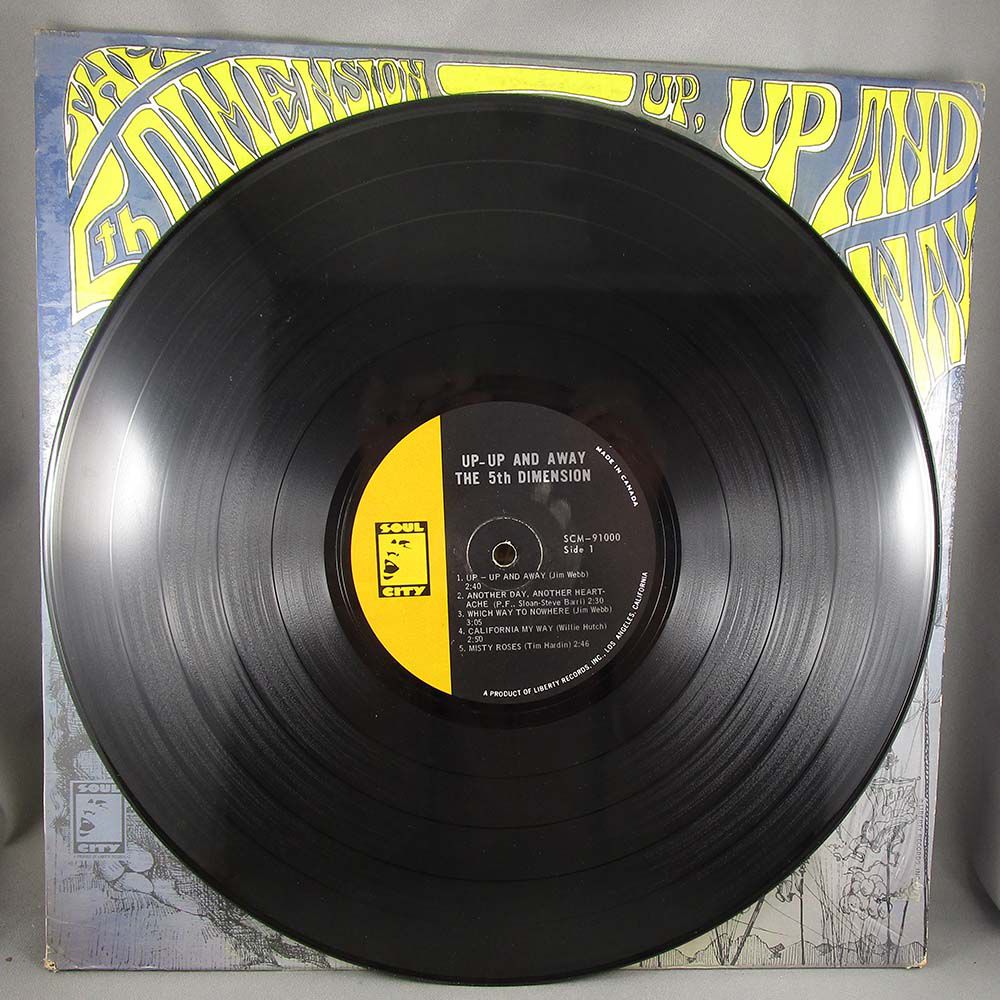 THE
5th DIMENSION — UP, UP AND
AWAY
UP-UP AND AWAY
THE 5th DIMENSION
MADE IN CANADA
SOUL
CITY
SCM-91000
Side 1
1. UP – UP AND AWAY (Jim Webb)
2:40
2. ANOTHER DAY, ANOTHER HEART-
ACHE (P.F., Sloan-Steve Barri) 2:30
3. WHICH WAY TO NOWHERE (Jim Webb)
3:05
4. CALIFORNIA MY WAY (Willie Hutch)
2:50
5. MISTY ROSES (Tim Hardin) 2:46
A PRODUCT OF LIBERTY RECORDS, INC., LOS ANGELES, CALIFORNIA
SOUL
CITY
A PRODUCT OF LIBERTY RECORDS